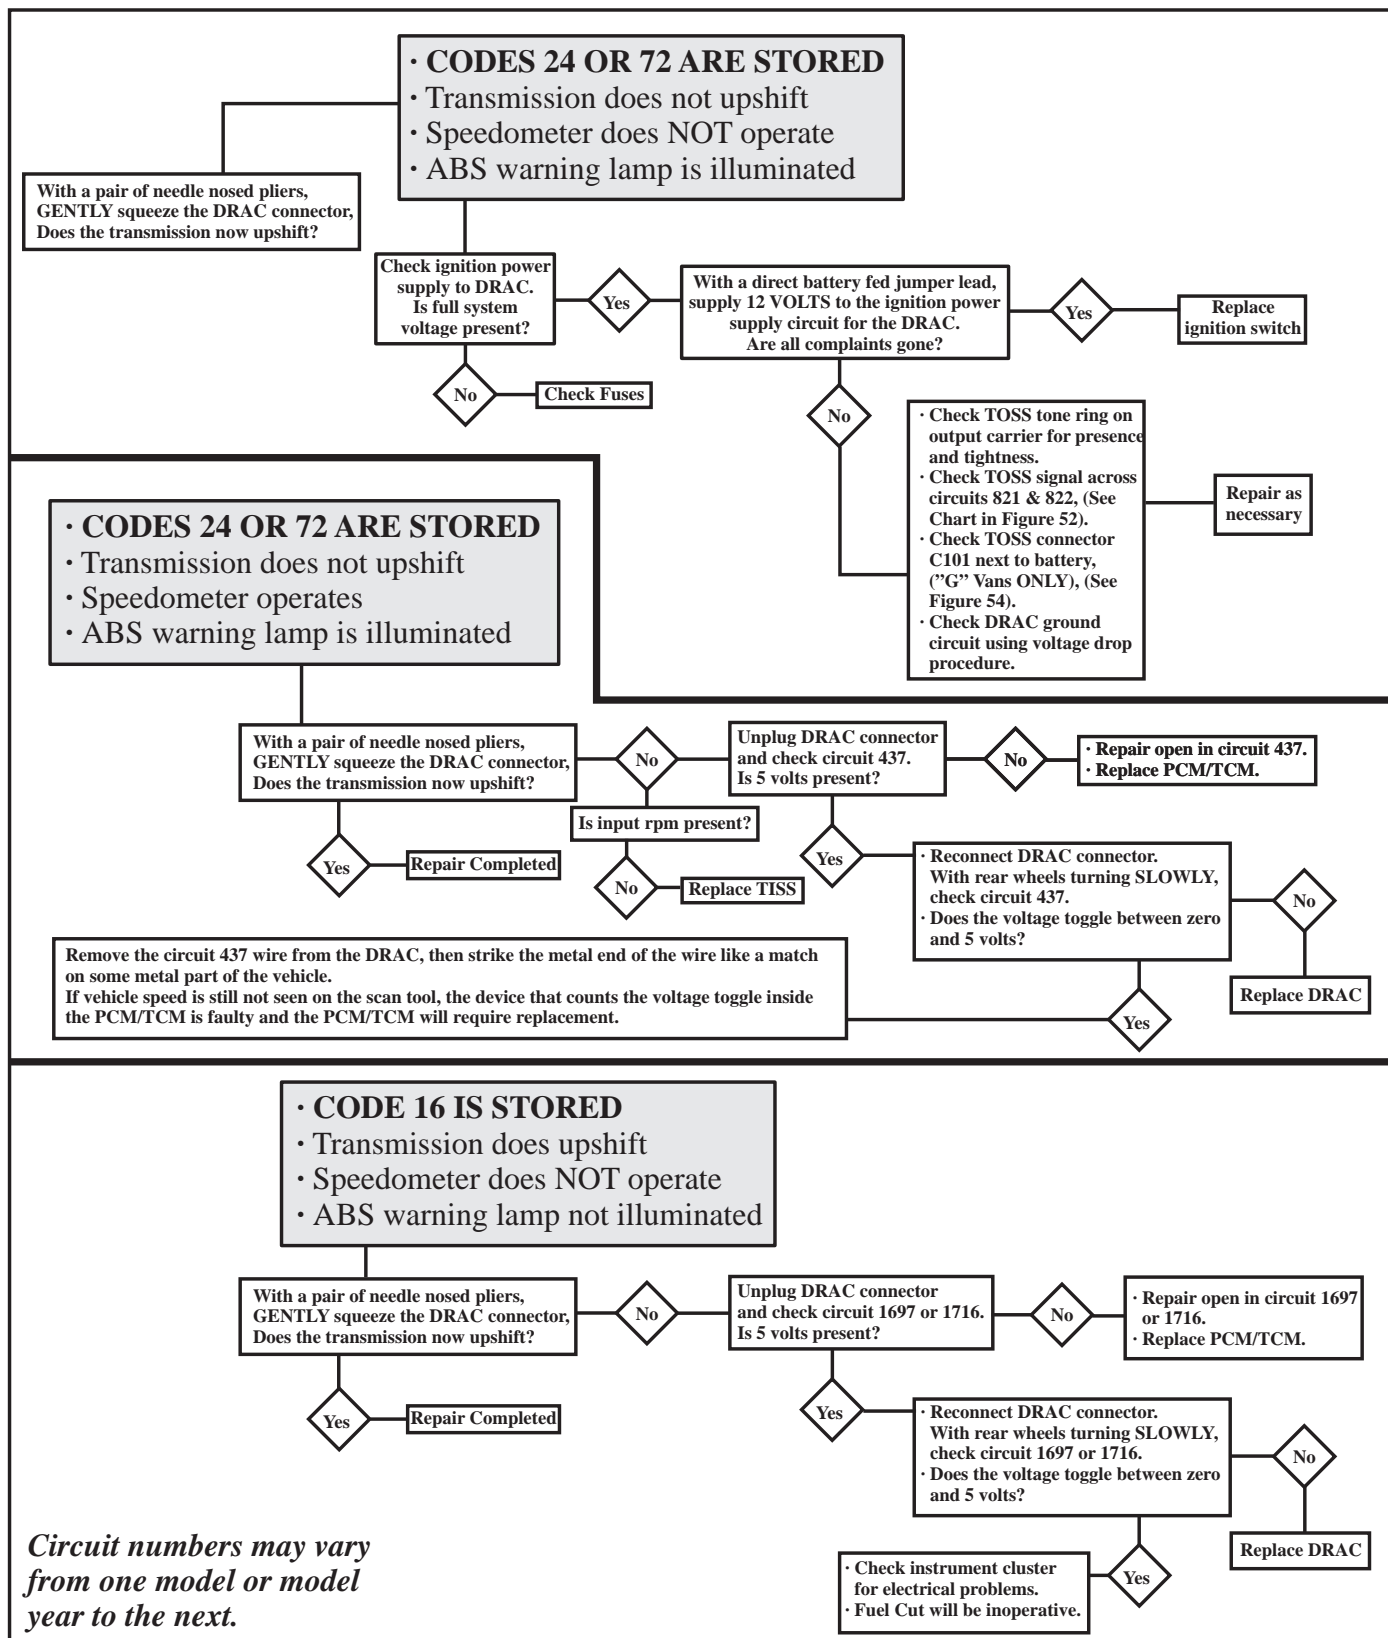 · CODES 24 OR 72 ARE STORED
· Transmission does not upshift
· Speedometer does NOT operate
· ABS warning lamp is illuminated
With a pair of needle nosed pliers,
GENTLY squeeze the DRAC connector,
Does the transmission now upshift?
Check ignition power
supply to DRAC.
Is full system
voltage present?
Yes
With a direct battery fed jumper lead,
supply 12 VOLTS to the ignition power
supply circuit for the DRAC.
Are all complaints gone?
Yes
Replace
ignition switch
No
Check Fuses
No
· Check TOSS tone ring on
output carrier for presence
and tightness.
· Check TOSS signal across
circuits 821 & 822, (See
Chart in Figure 52).
· Check TOSS connector
C101 next to battery,
("G" Vans ONLY), (See
Figure 54).
· Check DRAC ground
circuit using voltage drop
procedure.
Repair as
necessary
· CODES 24 OR 72 ARE STORED
· Transmission does not upshift
· Speedometer operates
· ABS warning lamp is illuminated
With a pair of needle nosed pliers,
GENTLY squeeze the DRAC connector,
Does the transmission now upshift?
No
Unplug DRAC connector
and check circuit 437.
Is 5 volts present?
No
· Repair open in circuit 437.
· Replace PCM/TCM.
Is input rpm present?
Yes
Repair Completed
No
Replace TISS
Yes
· Reconnect DRAC connector.
With rear wheels turning SLOWLY,
check circuit 437.
· Does the voltage toggle between zero
and 5 volts?
No
Replace DRAC
Yes
Remove the circuit 437 wire from the DRAC, then strike the metal end of the wire like a match
on some metal part of the vehicle.
If vehicle speed is still not seen on the scan tool, the device that counts the voltage toggle inside
the PCM/TCM is faulty and the PCM/TCM will require replacement.
· CODE 16 IS STORED
· Transmission does upshift
· Speedometer does NOT operate
· ABS warning lamp not illuminated
With a pair of needle nosed pliers,
GENTLY squeeze the DRAC connector,
Does the transmission now upshift?
No
Unplug DRAC connector
and check circuit 1697 or 1716.
Is 5 volts present?
No
· Repair open in circuit 1697
or 1716.
· Replace PCM/TCM.
Yes
Repair Completed
Yes
· Reconnect DRAC connector.
With rear wheels turning SLOWLY,
check circuit 1697 or 1716.
· Does the voltage toggle between zero
and 5 volts?
No
Replace DRAC
Yes
· Check instrument cluster
for electrical problems.
· Fuel Cut will be inoperative.
Circuit numbers may vary
from one model or model
year to the next.